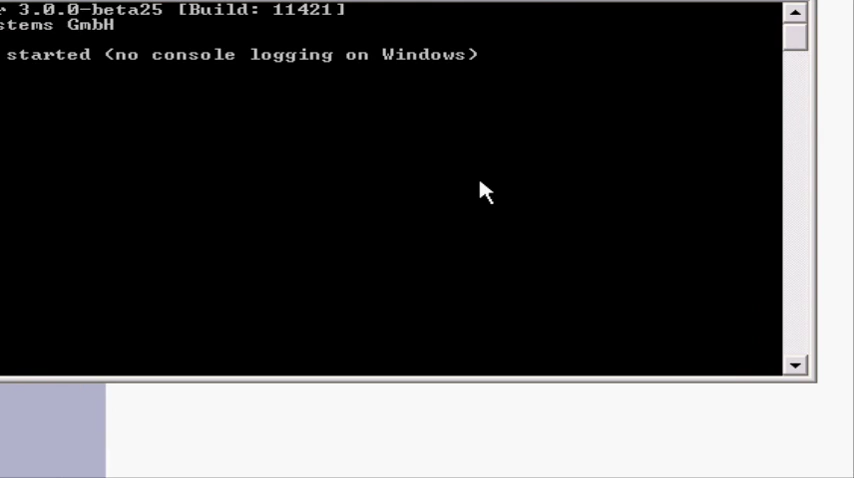 3.0.0-beta25 [Build: 11421]
stems GmbH
started (no console logging on Windows)